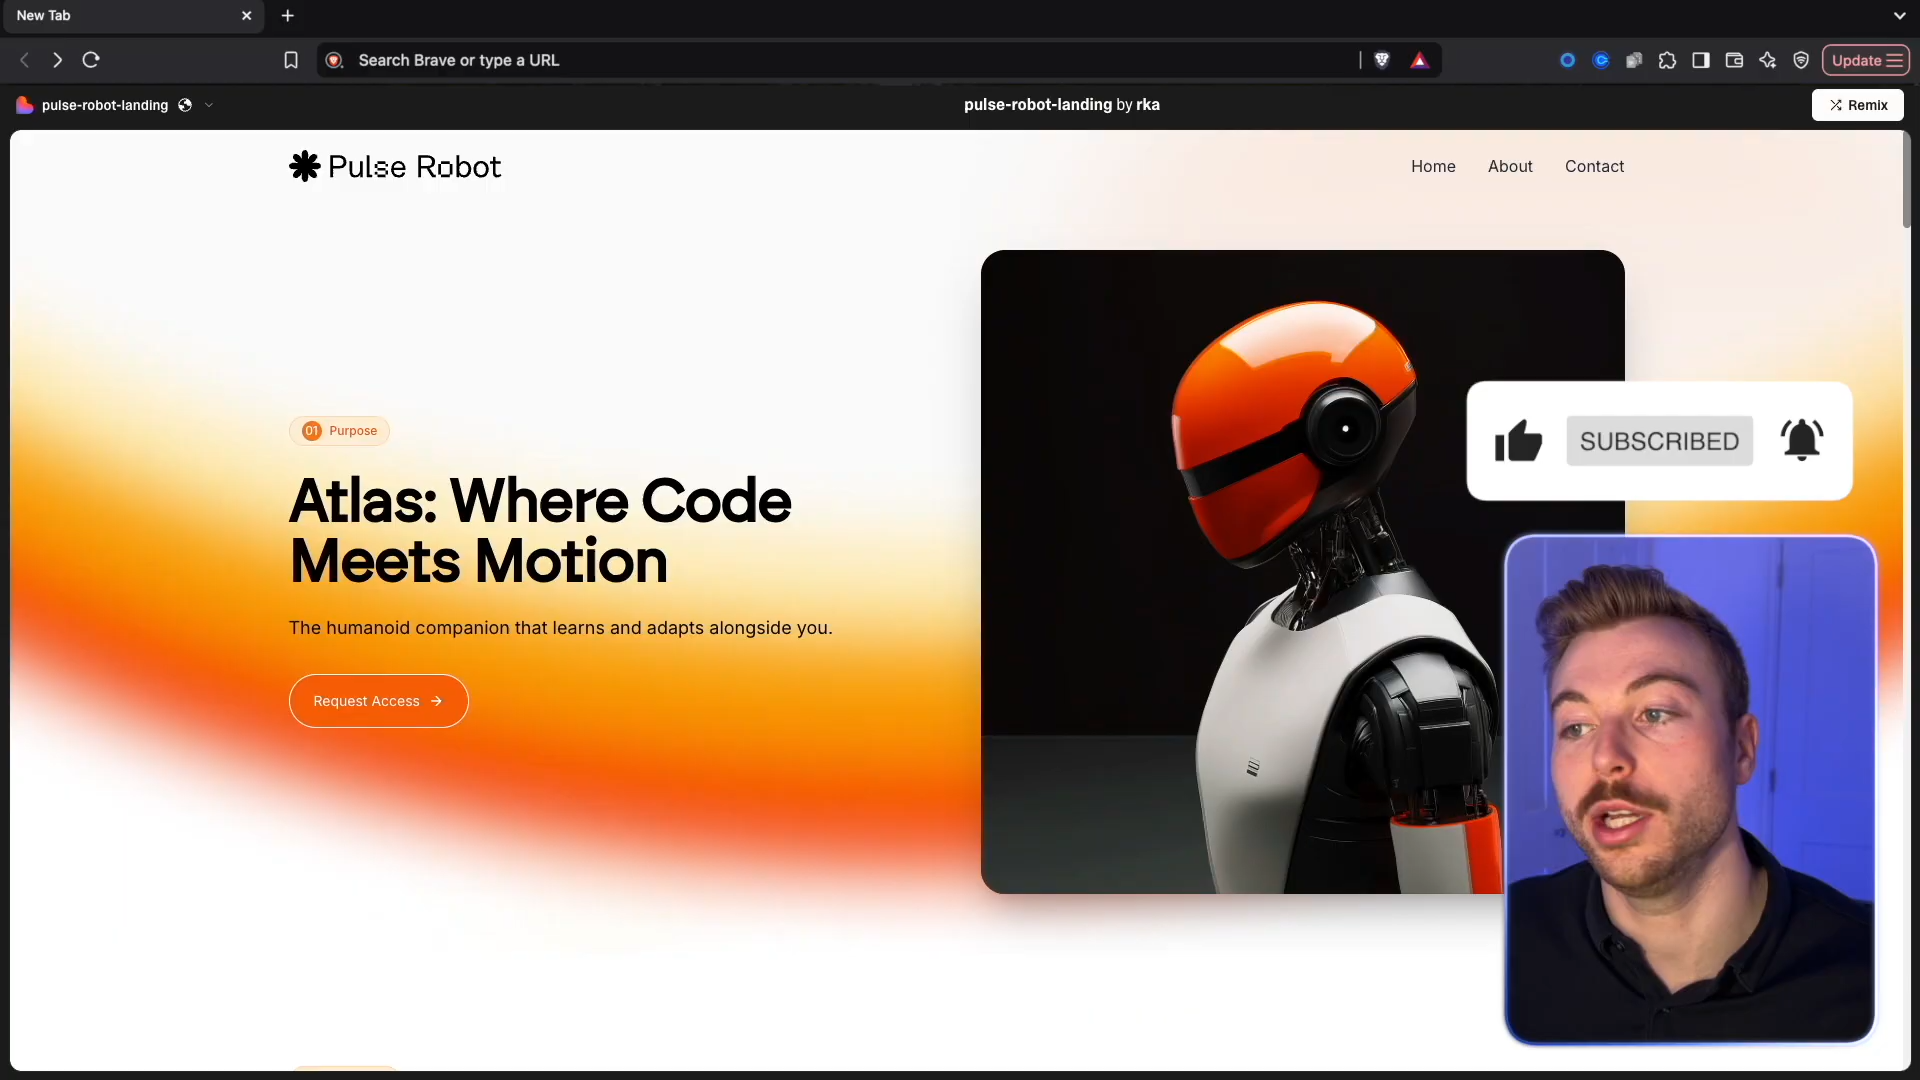 New Tab
Search Brave or type a URL
Update
pulse-robot-landing
pulse-robot-landing by rka
Remix
Pulse Robot
Home
About
Contact
01 Purpose
Atlas: Where Code
Meets Motion
The humanoid companion that learns and adapts alongside you.
Request Access
SUBSCRIBED